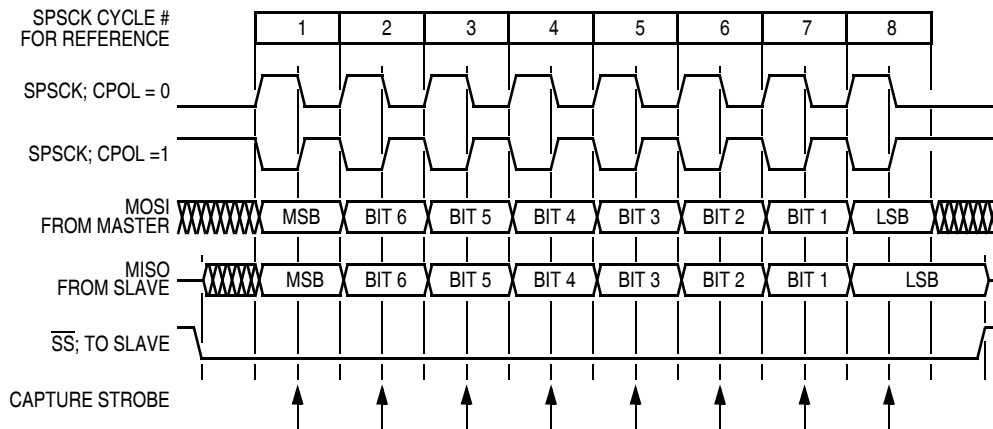 SPSCK CYCLE #
FOR REFERENCE
1 2 3 4 5 6 7 8
SPSCK; CPOL = 0
SPSCK; CPOL =1
MOSI
FROM MASTER
MSB BIT 6 BIT 5 BIT 4 BIT 3 BIT 2 BIT 1 LSB
MISO
FROM SLAVE
MSB BIT 6 BIT 5 BIT 4 BIT 3 BIT 2 BIT 1 LSB
S̅S̅; TO SLAVE
CAPTURE STROBE